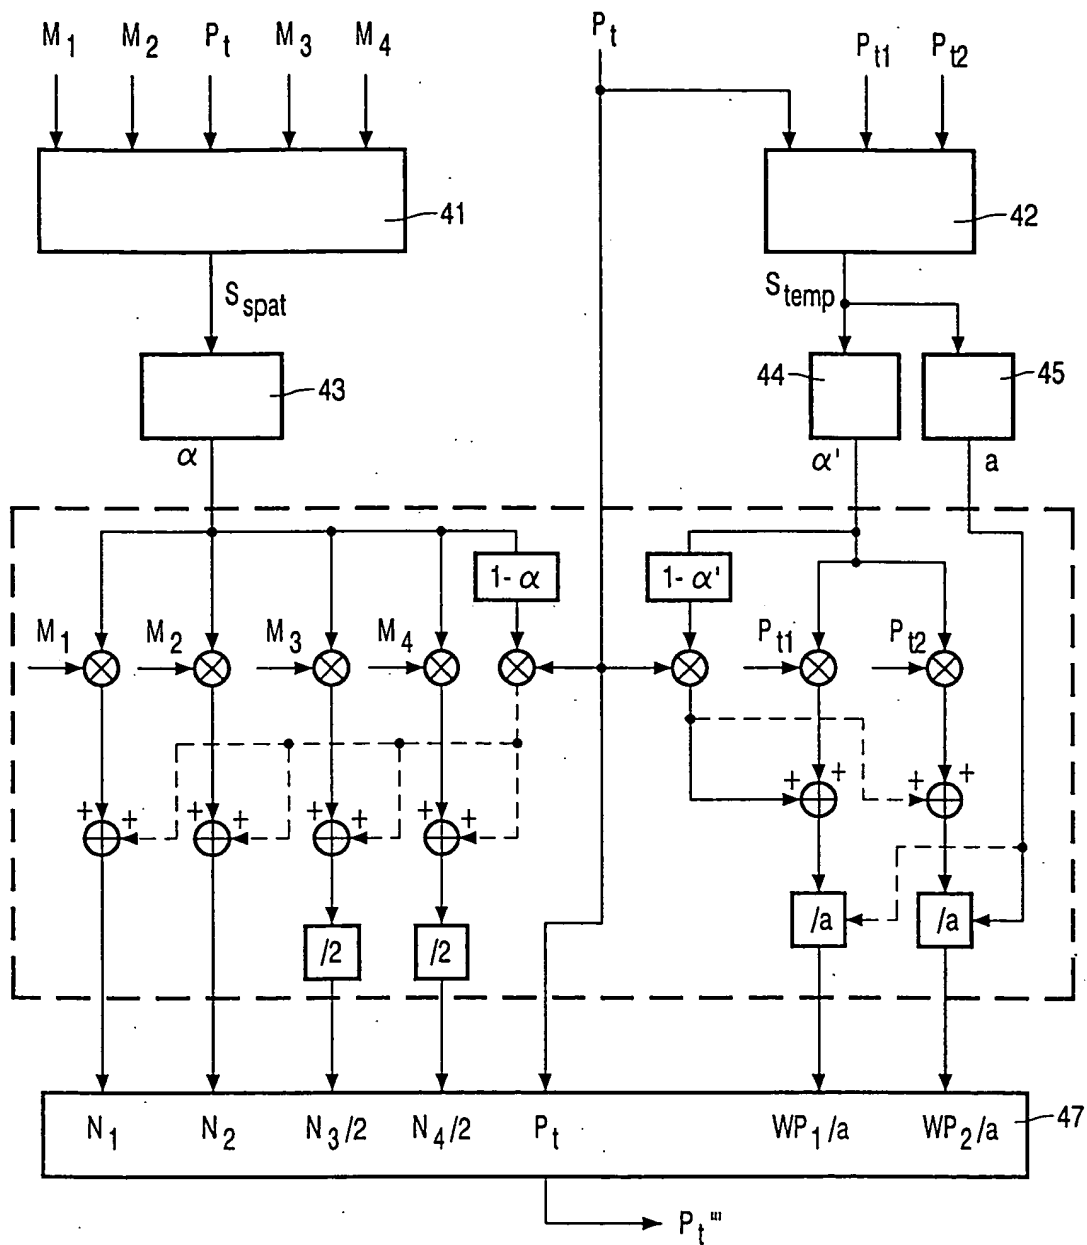 M1 M2 Pt M3 M4 Pt Pt1 Pt2
41 42
Sspat Stemp
43 44 45
α α' a
1- α 1- α'
M1 M2 M3 M4 Pt1 Pt2
+ + + +
+ + + + + + + +
/2 /2 /a /a
N1 N2 N3/2 N4/2 Pt WP1/a WP2/a 47
Pt'''